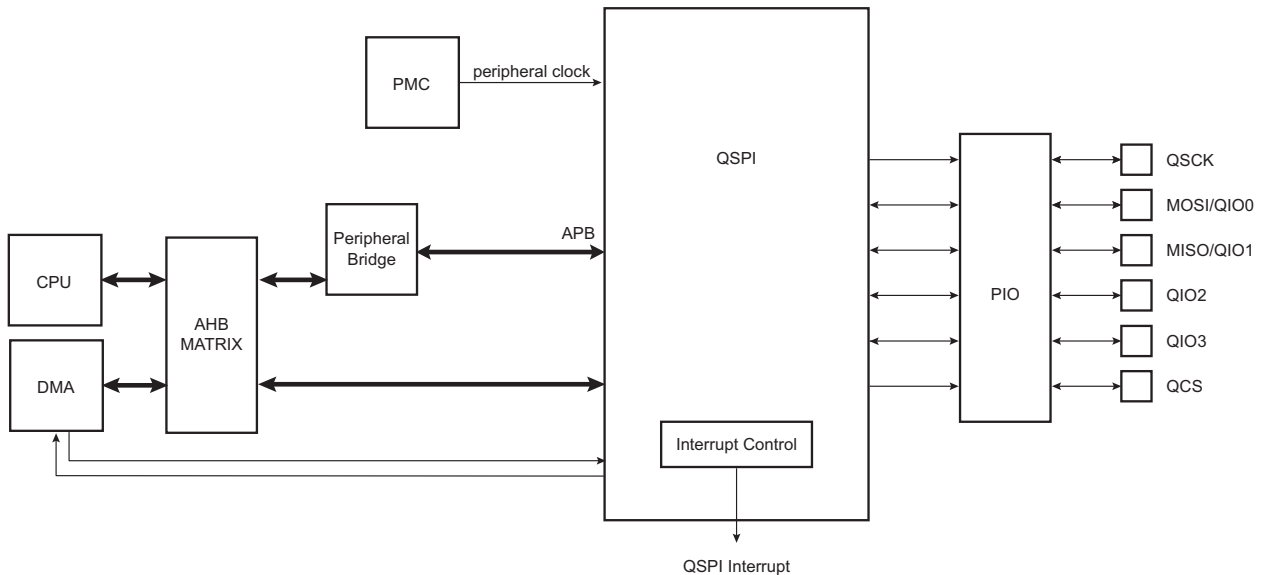 PMC
peripheral clock
QSPI
QSCK
MOSI/QIO0
MISO/QIO1
QIO2
QIO3
QCS
PIO
Peripheral
Bridge
APB
CPU
AHB
MATRIX
DMA
Interrupt Control
QSPI Interrupt